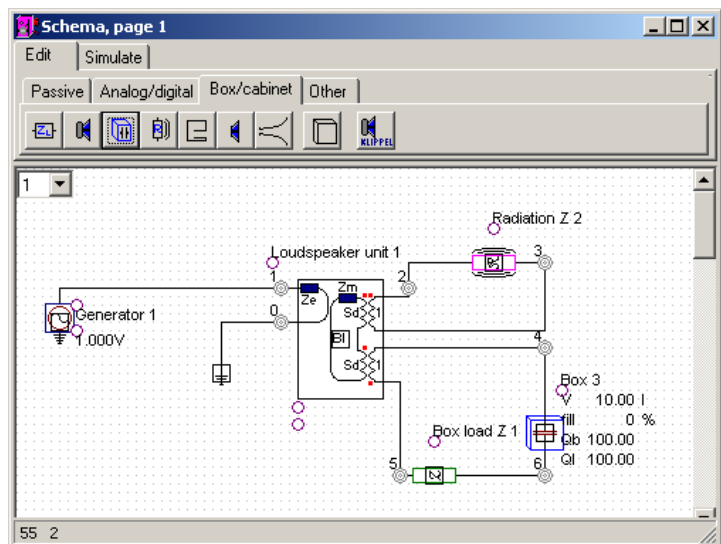 Schema, page 1
Edit Simulate
Passive Analog/digital Box/cabinet Other
ZL R KLIPPEL
1
Radiation Z 2
Loudspeaker unit 1
3
2
1
Ze
Zm
Sd 1
0
Generator 1
1.000V
Bl
4
Sd 1
Box 3
V 10.00 l
fill 0 %
Qb 100.00
Ql 100.00
Box load Z 1
5
6
55 2